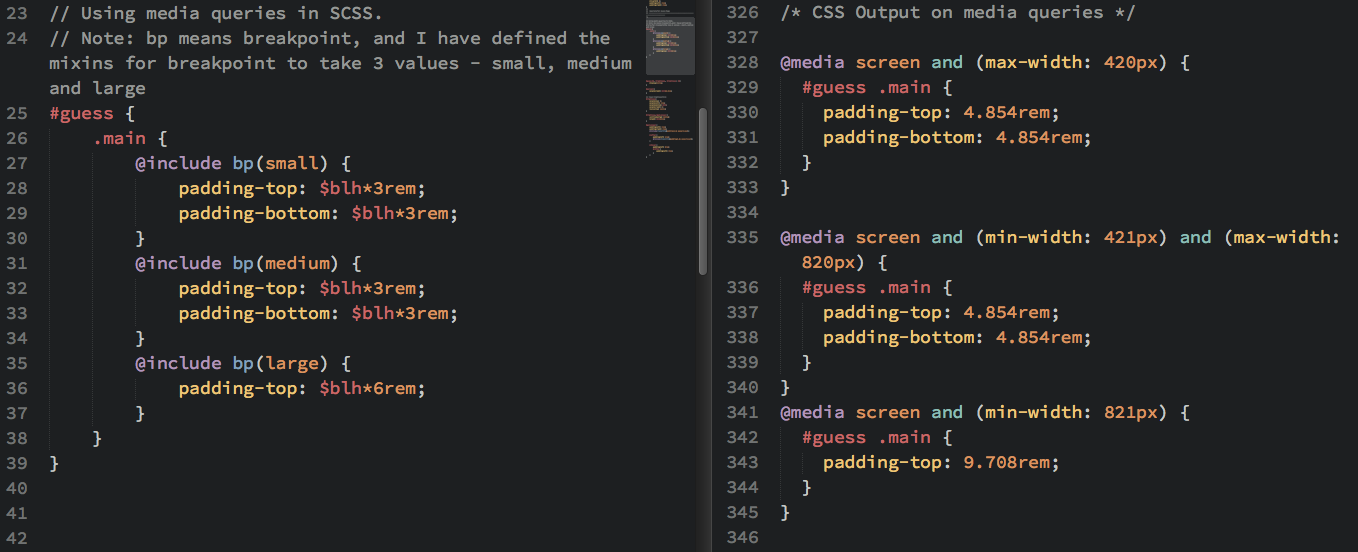 23 // Using media queries in SCSS.
24 // Note: bp means breakpoint, and I have defined the
mixins for breakpoint to take 3 values - small, medium
and large
25 #guess {
26 .main {
27 @include bp(small) {
28 padding-top: $blh*3rem;
29 padding-bottom: $blh*3rem;
30 }
31 @include bp(medium) {
32 padding-top: $blh*3rem;
33 padding-bottom: $blh*3rem;
34 }
35 @include bp(large) {
36 padding-top: $blh*6rem;
37 }
38 }
39 }
40
41
42
326 /* CSS Output on media queries */
327
328 @media screen and (max-width: 420px) {
329 #guess .main {
330 padding-top: 4.854rem;
331 padding-bottom: 4.854rem;
332 }
333 }
334
335 @media screen and (min-width: 421px) and (max-width:
820px) {
336 #guess .main {
337 padding-top: 4.854rem;
338 padding-bottom: 4.854rem;
339 }
340 }
341 @media screen and (min-width: 821px) {
342 #guess .main {
343 padding-top: 9.708rem;
344 }
345 }
346